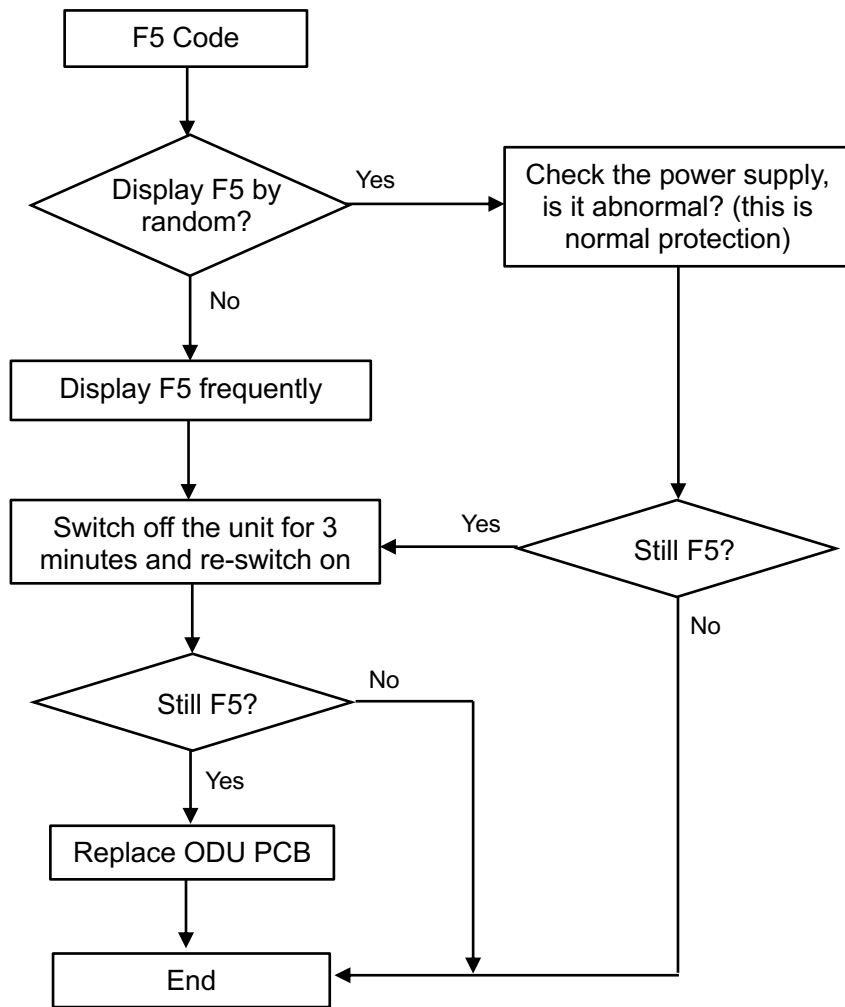 F5 Code
Display F5 by
random?
Yes
Check the power supply,
is it abnormal? (this is
normal protection)
No
Display F5 frequently
Switch off the unit for 3
minutes and re-switch on
Yes
Still F5?
No
Still F5?
No
Yes
Replace ODU PCB
End